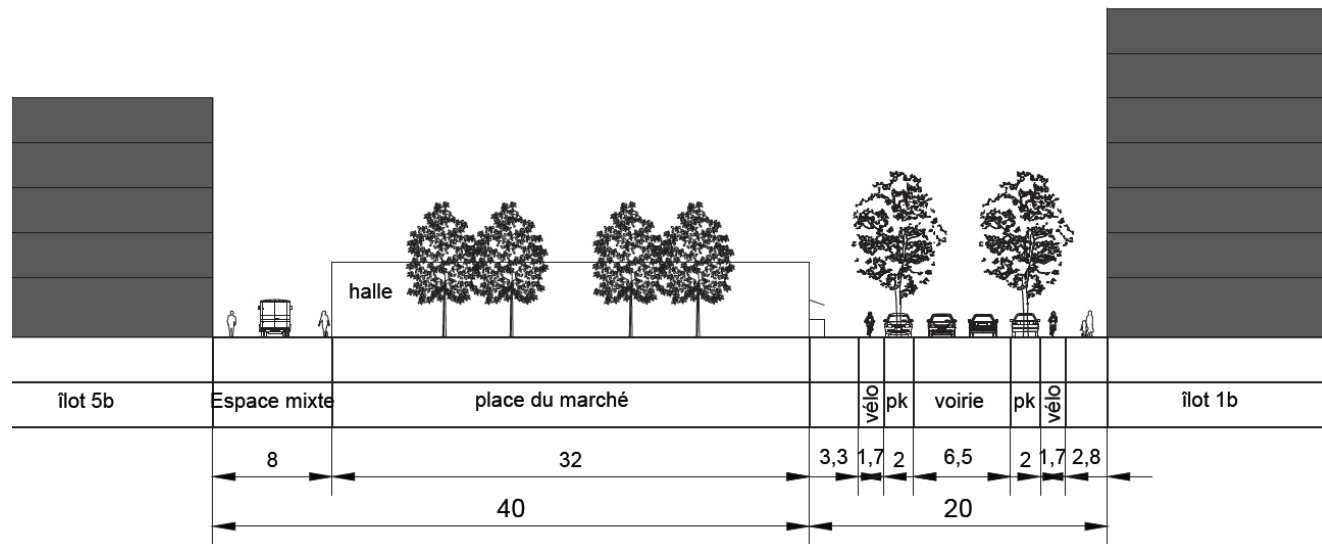 halle
îlot 5b
Espace mixte
place du marché
vélo
pk
voirie
pk
vélo
îlot 1b
8
32
3,3
1,7
2
6,5
2
1,7
2,8
40
20